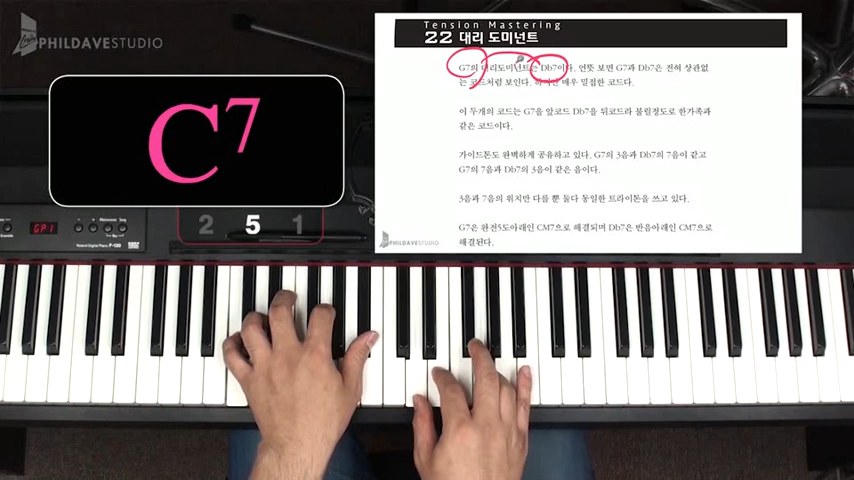 PHILDAVESTUDIO
Tension Mastering
22 대리 도미넌트
G7의 대리도미넌트는 Db7이다. 언뜻 보면 G7과 Db7은 전혀 상관없
는 코드처럼 보인다. 하지만 매우 밀접한 코드다.
이 두개의 코드는 G7을 앞코드 Db7을 뒤코드라 불릴정도로 한가족과
같은 코드이다.
가이드톤도 완벽하게 공유하고 있다. G7의 3음과 Db7의 7음이 같고
G7의 7음과 Db7의 3음이 같은 음이다.
3음과 7음의 위치만 다를 뿐 둘다 동일한 트라이톤을 쓰고 있다.
G7은 완전5도아래인 CM7으로 해결되며 Db7은 반음아래인 CM7으로
해결된다.
PHILDAVESTUDIO
C7
2 5 1
GP1
Roland Digital Piano P-120